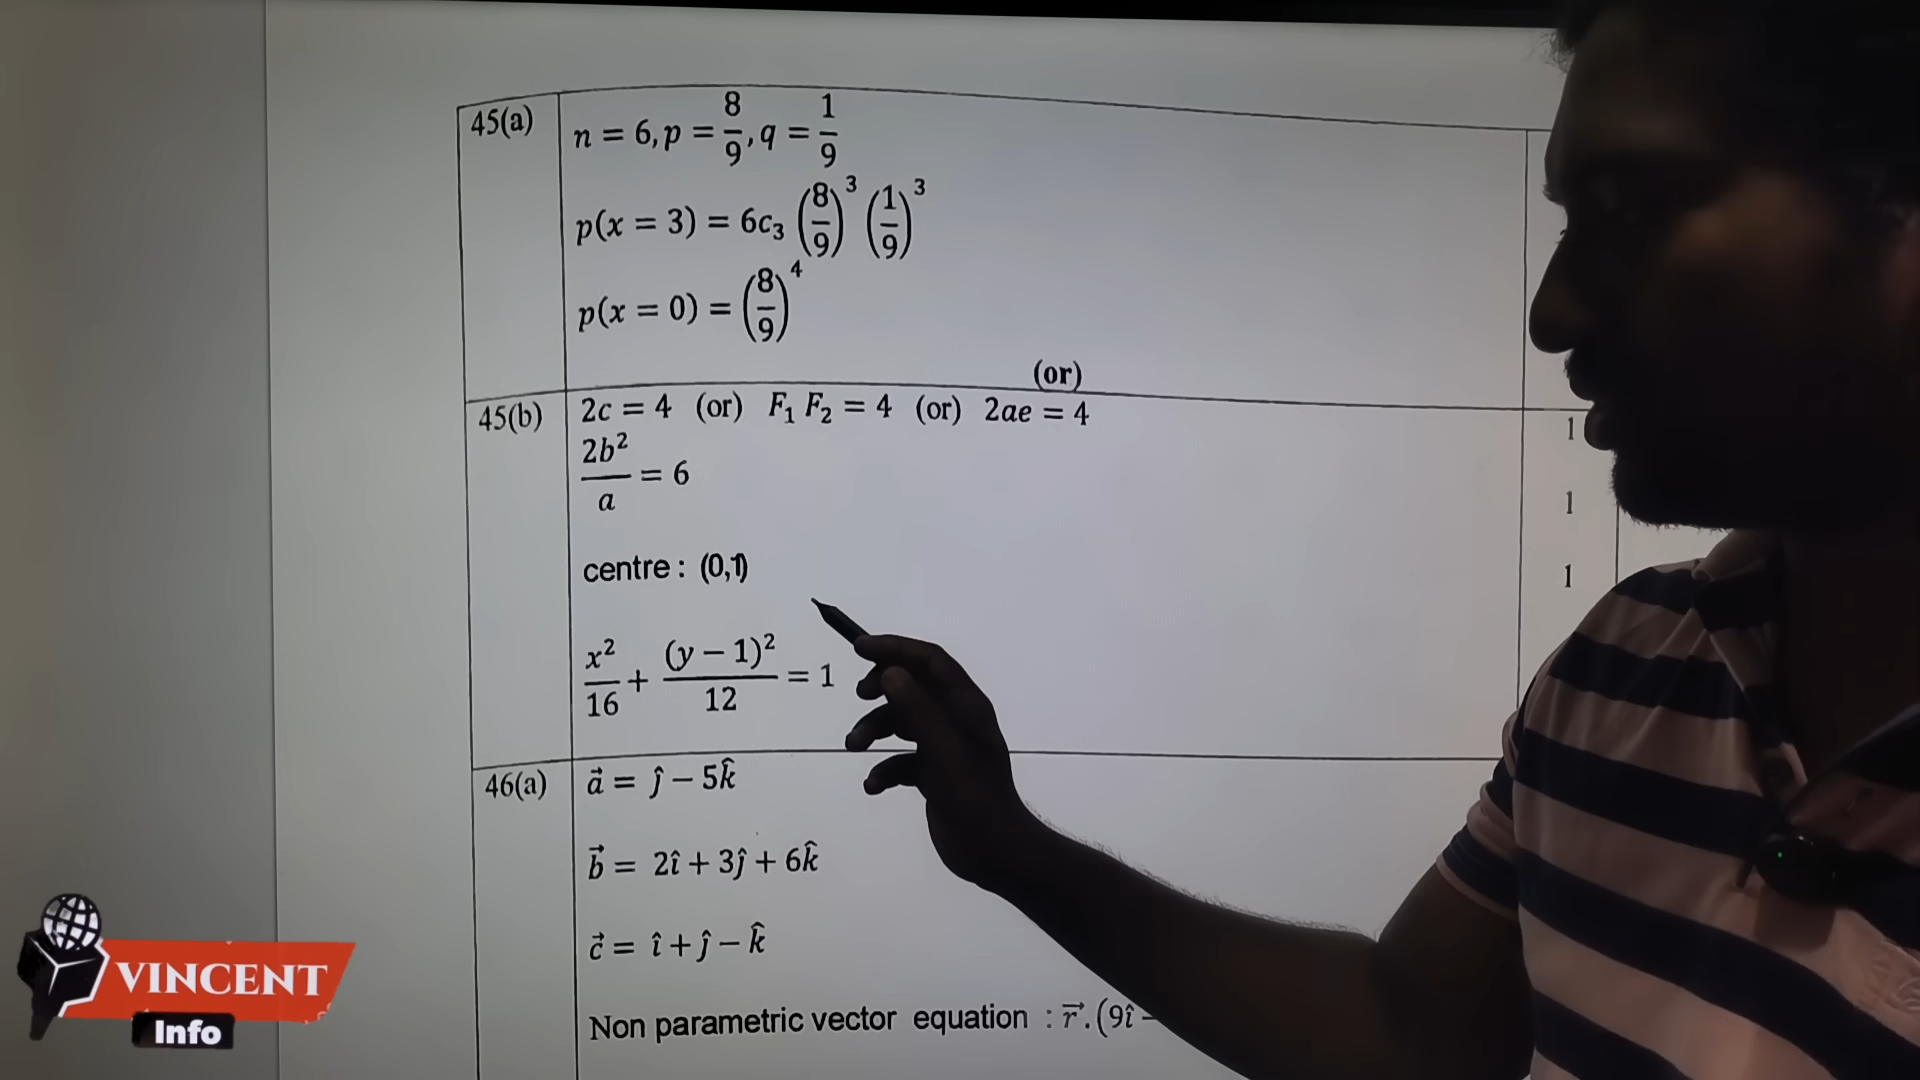 45(a)
n = 6, p = 8/9, q = 1/9
p(x = 3) = 6c₃ (8/9)³ (1/9)³
p(x = 0) = (8/9)⁴
(or)
45(b)
2c = 4 (or) F₁ F₂ = 4 (or) 2ae = 4
1
2b²/a = 6
1
centre : (0,1)
1
x²/16 + (y − 1)²/12 = 1
46(a)
a⃗ = ĵ − 5k̂
b⃗ = 2î + 3ĵ + 6k̂
c⃗ = î + ĵ − k̂
Non parametric vector equation : r⃗.(9î −
VINCENT
Info